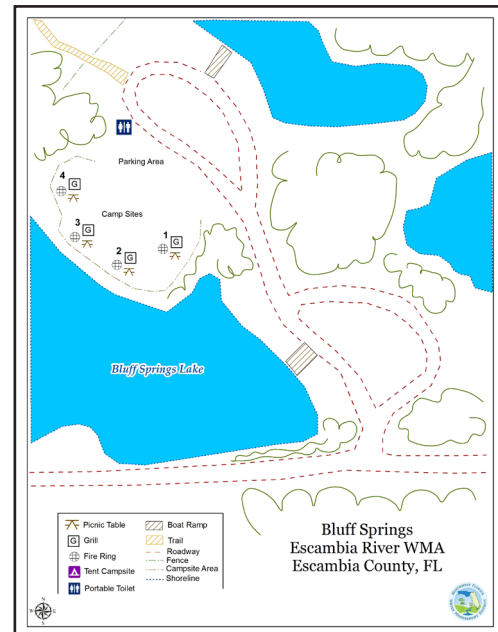 Parking Area
4
G
Camp Sites
3
G
1
G
2
G
Bluff Springs Lake
Picnic Table
G Grill
Fire Ring
Tent Campsite
Portable Toilet
Boat Ramp
Trail
Roadway
Fence
Campsite Area
Shoreline
Bluff Springs
Escambia River WMA
Escambia County, FL
N
W E
S